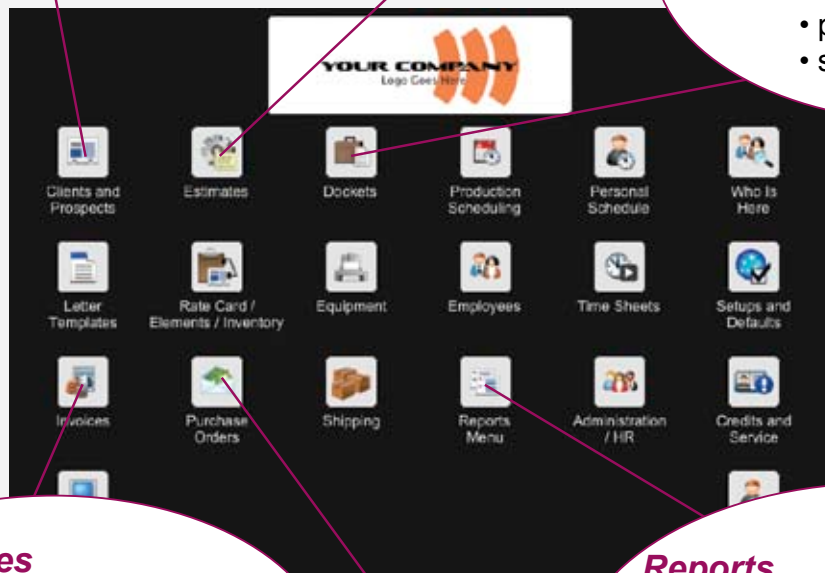 • p
• s
YOUR COMPANY
Logo Goes Here
Clients and
Prospects
Estimates
Dockets
Production
Scheduling
Personal
Schedule
Who Is
Here
Letter
Templates
Rate Card /
Elements / Inventory
Equipment
Employees
Time Sheets
Setups and
Defaults
Invoices
Purchase
Orders
Shipping
Reports
Menu
Administration
/ HR
Credits and
Service
es
Reports